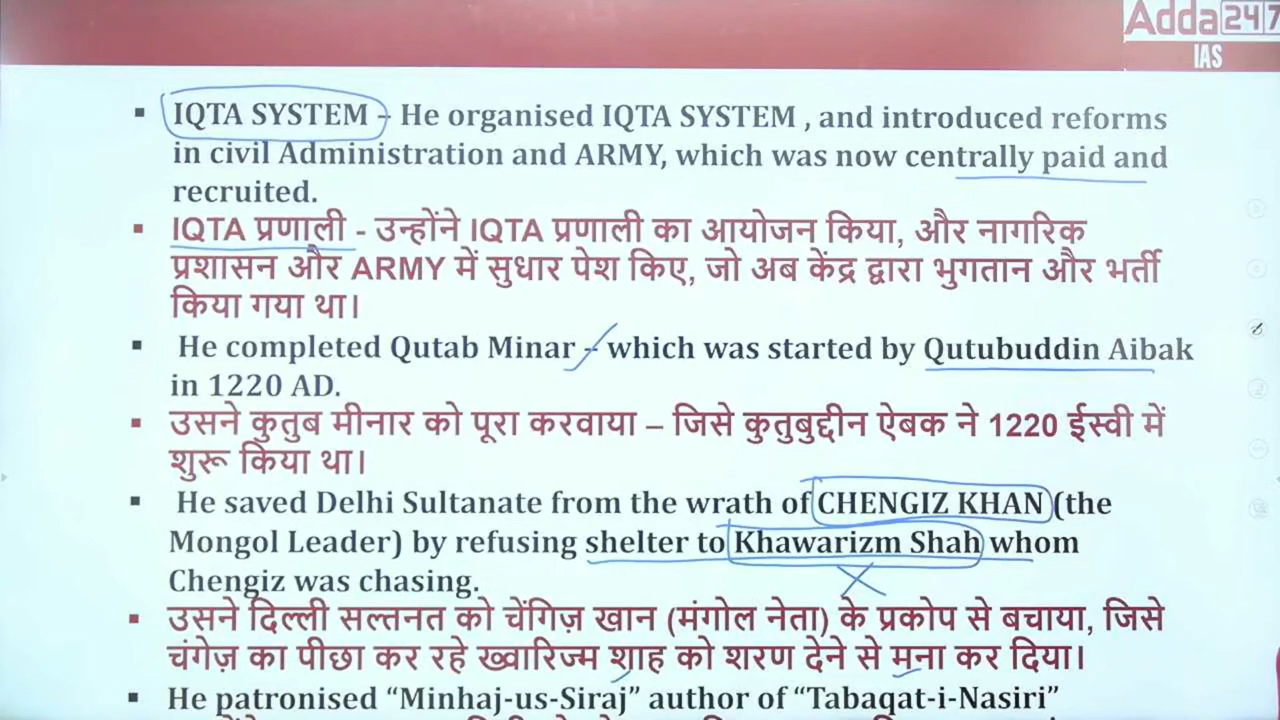 Adda247
IAS
▪ IQTA SYSTEM - He organised IQTA SYSTEM , and introduced reforms
in civil Administration and ARMY, which was now centrally paid and
recruited.
▪ IQTA प्रणाली - उन्होंने IQTA प्रणाली का आयोजन किया, और नागरिक
प्रशासन और ARMY में सुधार पेश किए, जो अब केंद्र द्वारा भुगतान और भर्ती
किया गया था।
▪ He completed Qutab Minar - which was started by Qutubuddin Aibak
in 1220 AD.
▪ उसने कुतुब मीनार को पूरा करवाया – जिसे कुतुबुद्दीन ऐबक ने 1220 ईस्वी में
शुरू किया था।
▪ He saved Delhi Sultanate from the wrath of CHENGIZ KHAN (the
Mongol Leader) by refusing shelter to Khawarizm Shah whom
Chengiz was chasing.
▪ उसने दिल्ली सल्तनत को चेंगिज़ खान (मंगोल नेता) के प्रकोप से बचाया, जिसे
चंगेज़ का पीछा कर रहे ख्वारिज्म शाह को शरण देने से मना कर दिया।
▪ He patronised “Minhaj-us-Siraj” author of “Tabaqat-i-Nasiri”